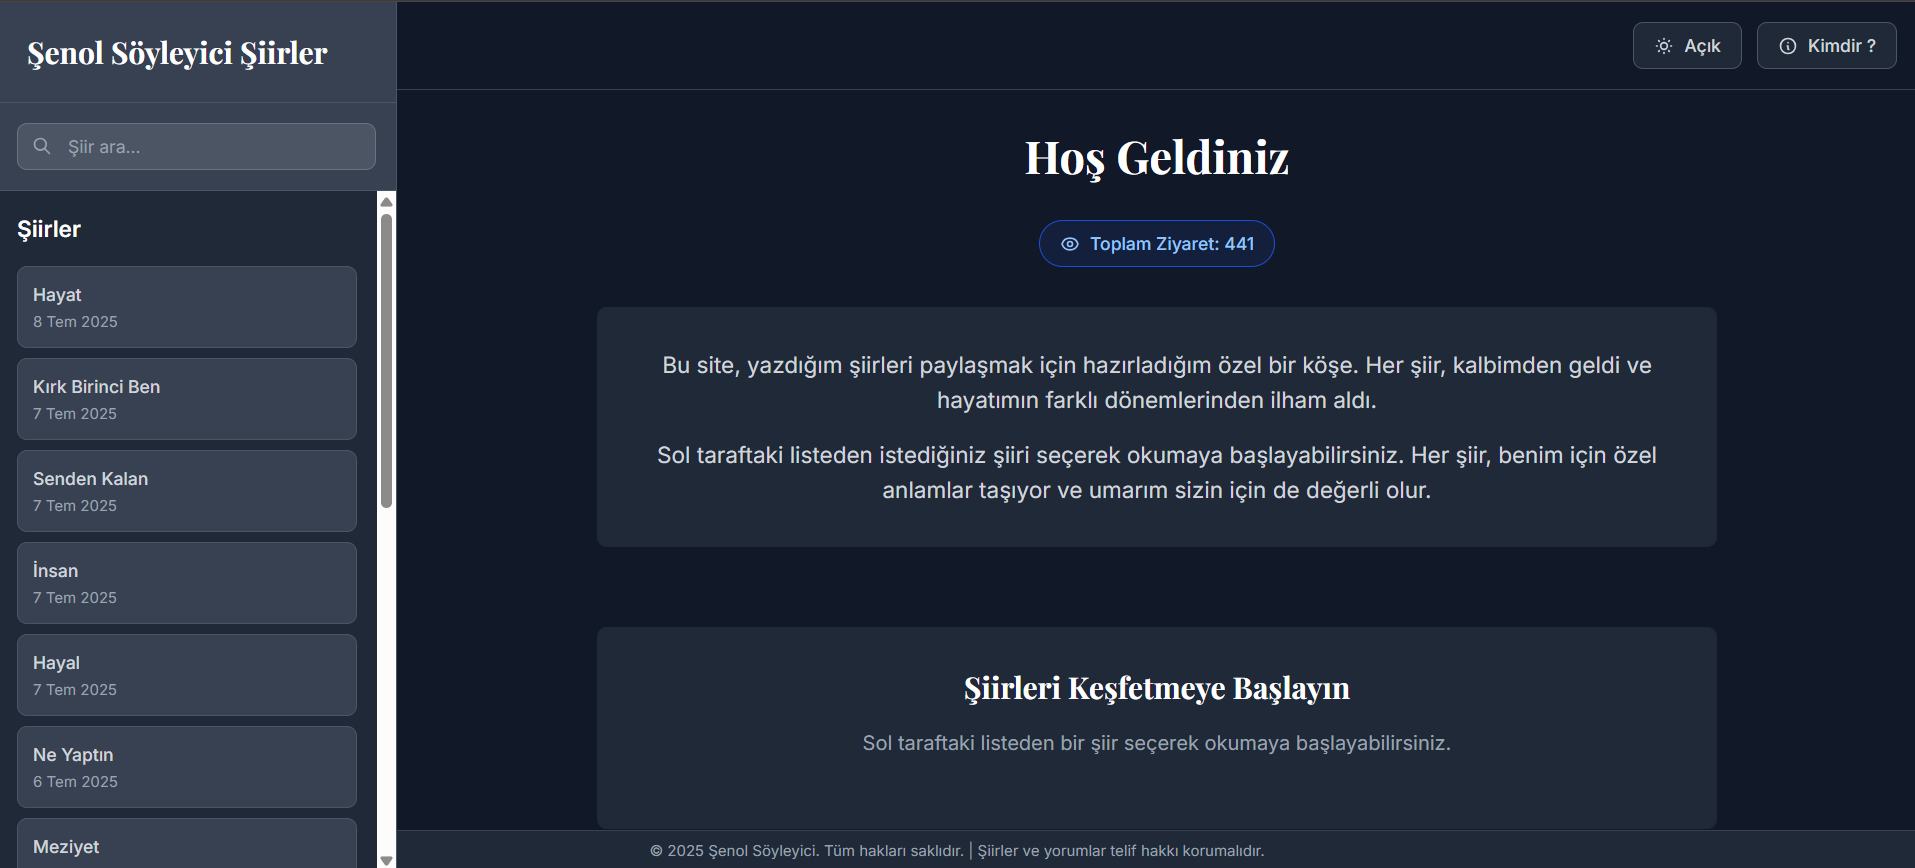 Şenol Söyleyici Şiirler
Şiir ara...
Şiirler
Hayat
8 Tem 2025
Kırk Birinci Ben
7 Tem 2025
Senden Kalan
7 Tem 2025
İnsan
7 Tem 2025
Hayal
7 Tem 2025
Ne Yaptın
6 Tem 2025
Meziyet
Açık
Kimdir ?
Hoş Geldiniz
Toplam Ziyaret: 441
Bu site, yazdığım şiirleri paylaşmak için hazırladığım özel bir köşe. Her şiir, kalbimden geldi ve
hayatımın farklı dönemlerinden ilham aldı.
Sol taraftaki listeden istediğiniz şiiri seçerek okumaya başlayabilirsiniz. Her şiir, benim için özel
anlamlar taşıyor ve umarım sizin için de değerli olur.
Şiirleri Keşfetmeye Başlayın
Sol taraftaki listeden bir şiir seçerek okumaya başlayabilirsiniz.
© 2025 Şenol Söyleyici. Tüm hakları saklıdır. | Şiirler ve yorumlar telif hakkı korumalıdır.